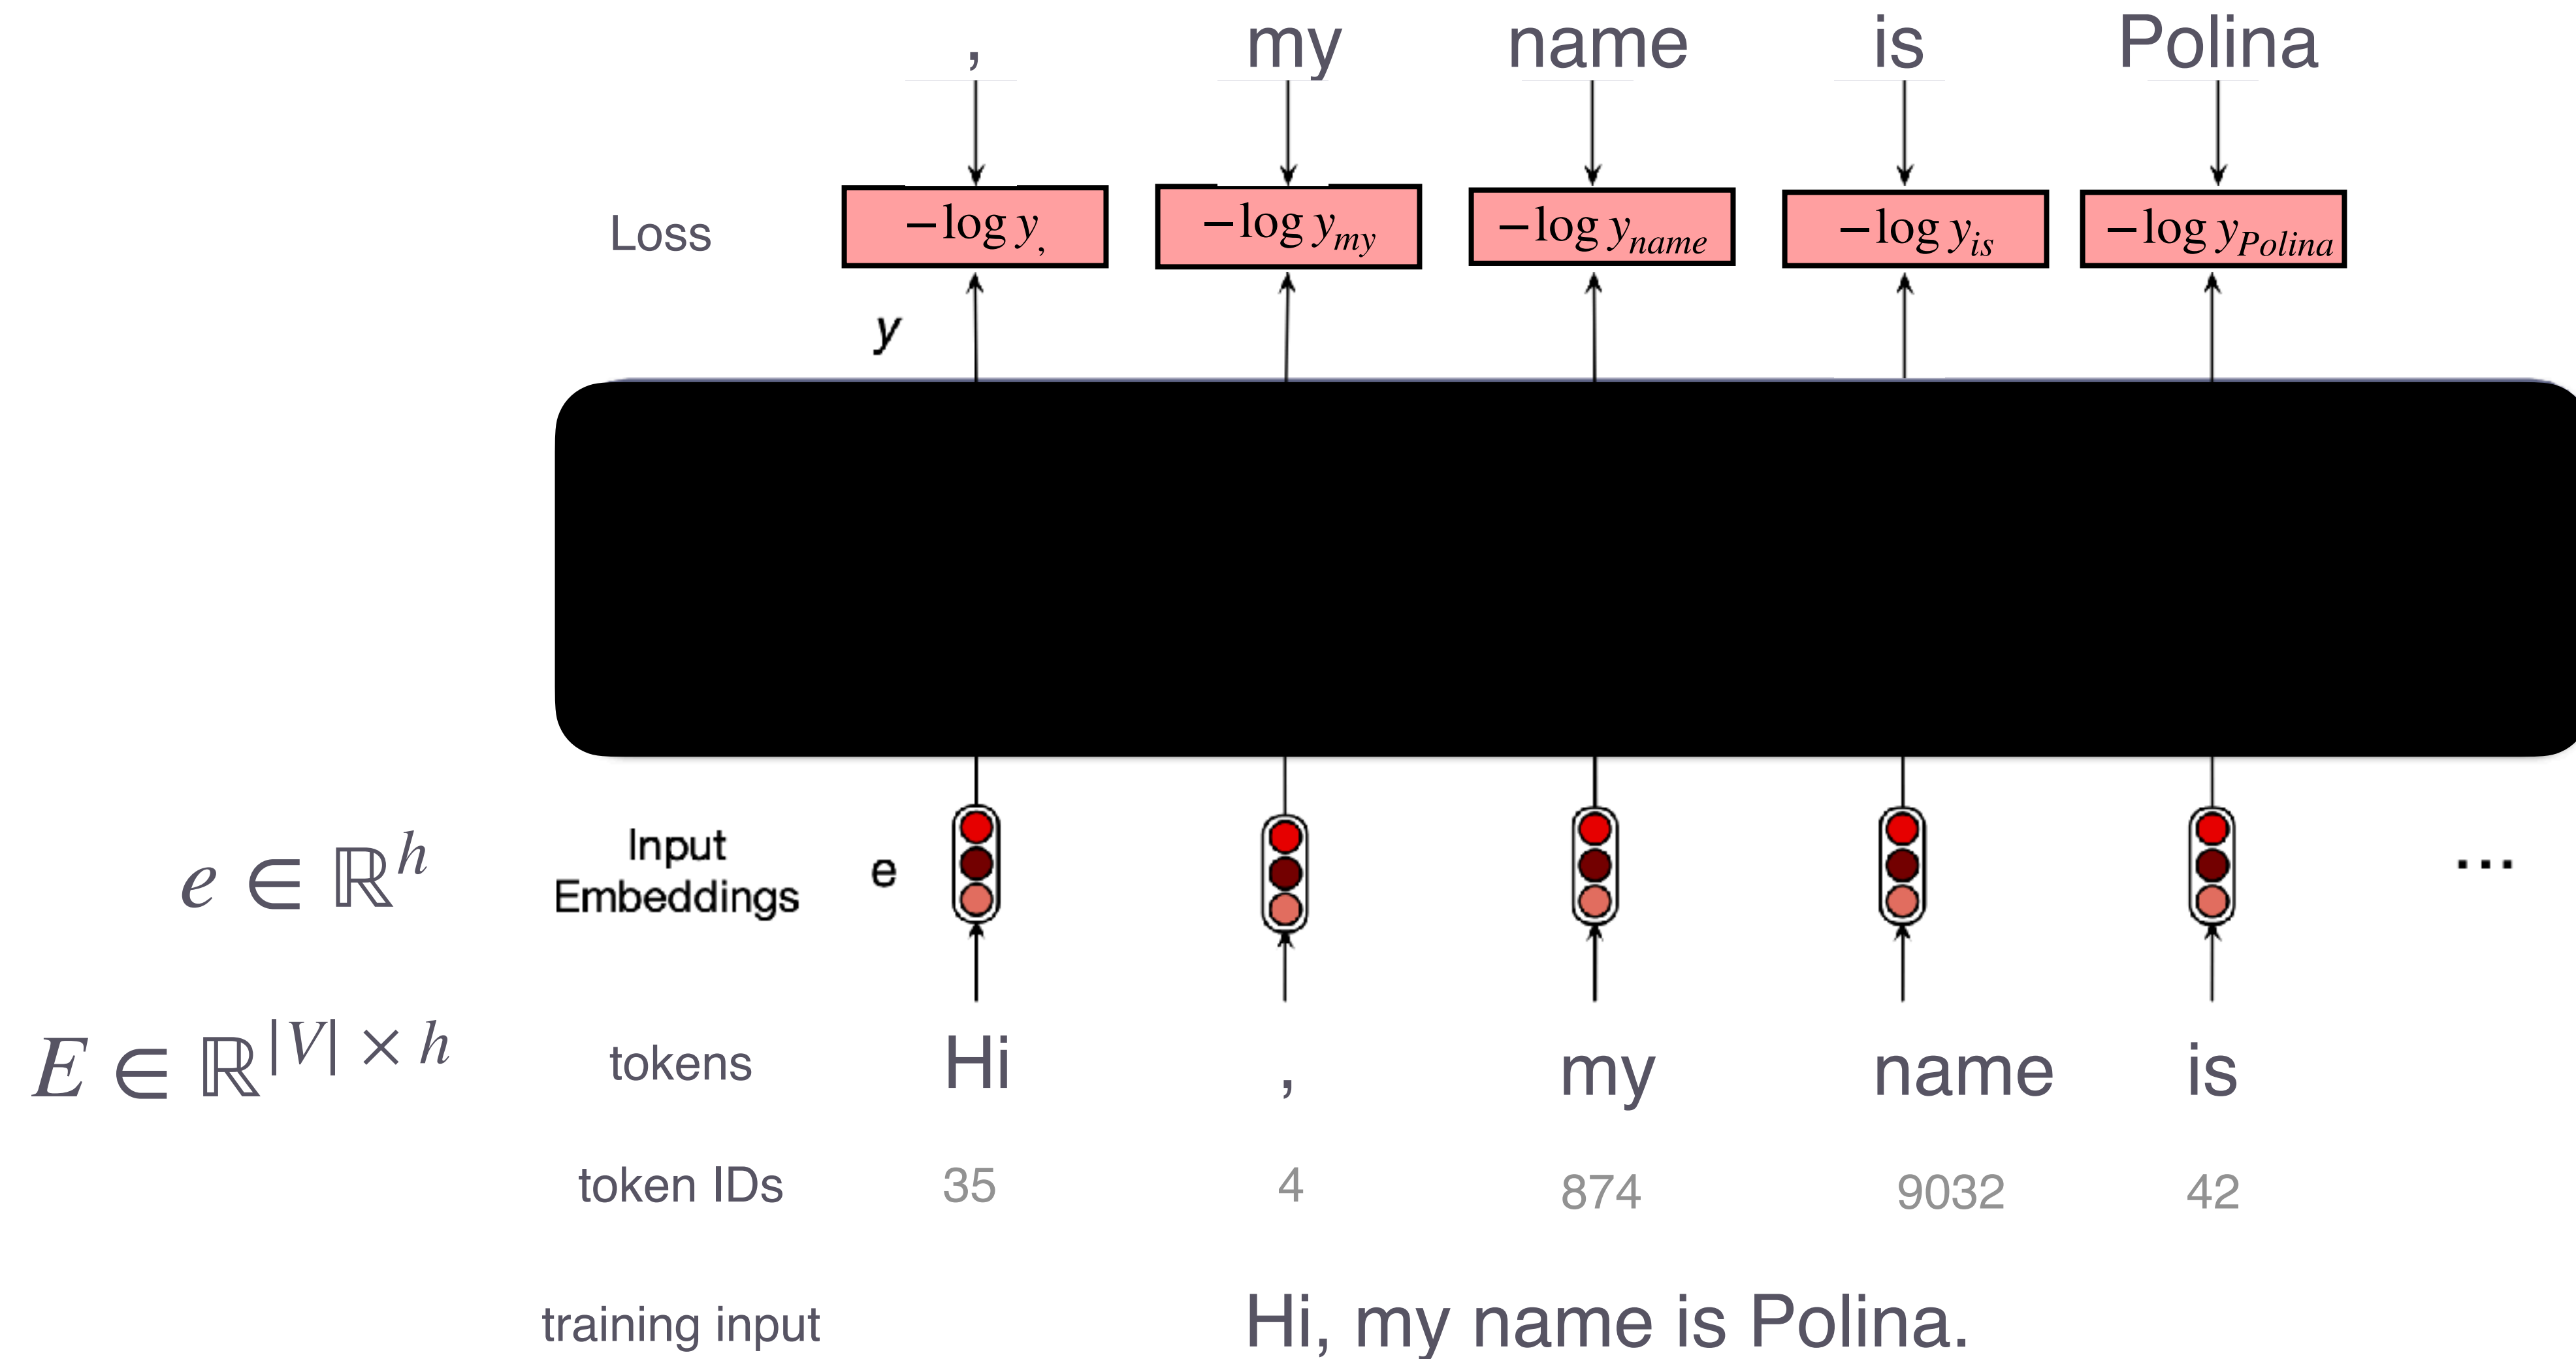 , my name is Polina
Loss −log y, −log y_my −log y_name −log y_is −log y_Polina
y
e ∈ ℝ^h Input Embeddings e ...
E ∈ ℝ^{|V| × h} tokens Hi , my name is
token IDs 35 4 874 9032 42
training input Hi, my name is Polina.